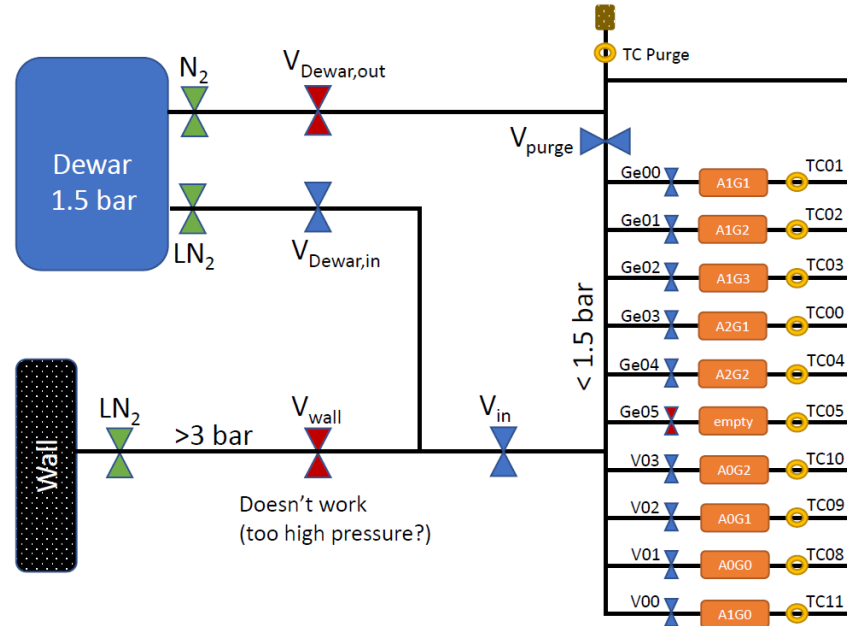 TC Purge
N2
VDewar,out
Vpurge
Dewar
1.5 bar
LN2
VDewar,in
Ge00 A1G1 TC01
Ge01 A1G2 TC02
Ge02 A1G3 TC03
Ge03 A2G1 TC00
Ge04 A2G2 TC04
Ge05 empty TC05
V03 A0G2 TC10
V02 A0G1 TC09
V01 A0G0 TC08
V00 A1G0 TC11
< 1.5 bar
Wall
LN2
>3 bar
Vwall
Vin
Doesn't work
(too high pressure?)